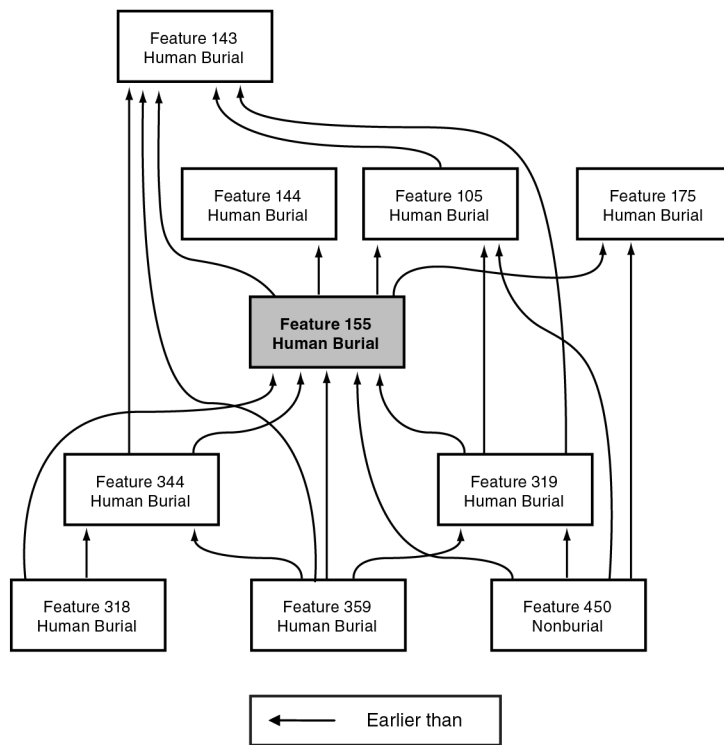 Feature 143
Human Burial
Feature 144
Human Burial
Feature 105
Human Burial
Feature 175
Human Burial
Feature 155
Human Burial
Feature 344
Human Burial
Feature 319
Human Burial
Feature 318
Human Burial
Feature 359
Human Burial
Feature 450
Nonburial
Earlier than